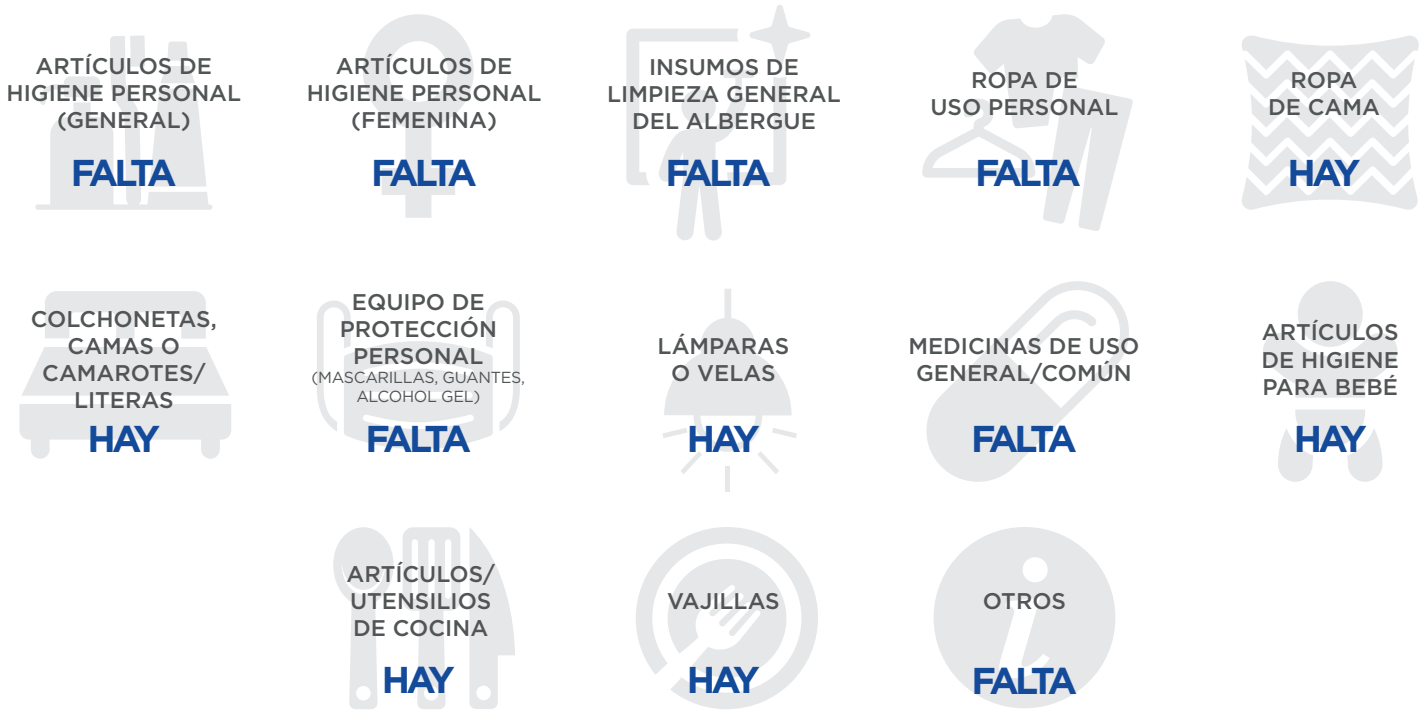 ARTÍCULOS DE
HIGIENE PERSONAL
(GENERAL)
FALTA
ARTÍCULOS DE
HIGIENE PERSONAL
(FEMENINA)
FALTA
INSUMOS DE
LIMPIEZA GENERAL
DEL ALBERGUE
FALTA
ROPA DE
USO PERSONAL
FALTA
ROPA
DE CAMA
HAY
COLCHONETAS,
CAMAS O
CAMAROTES/
LITERAS
HAY
EQUIPO DE
PROTECCIÓN
PERSONAL
(MASCARILLAS, GUANTES,
ALCOHOL GEL)
FALTA
LÁMPARAS
O VELAS
HAY
MEDICINAS DE USO
GENERAL/COMÚN
FALTA
ARTÍCULOS
DE HIGIENE
PARA BEBÉ
HAY
ARTÍCULOS/
UTENSILIOS
DE COCINA
HAY
VAJILLAS
HAY
OTROS
FALTA